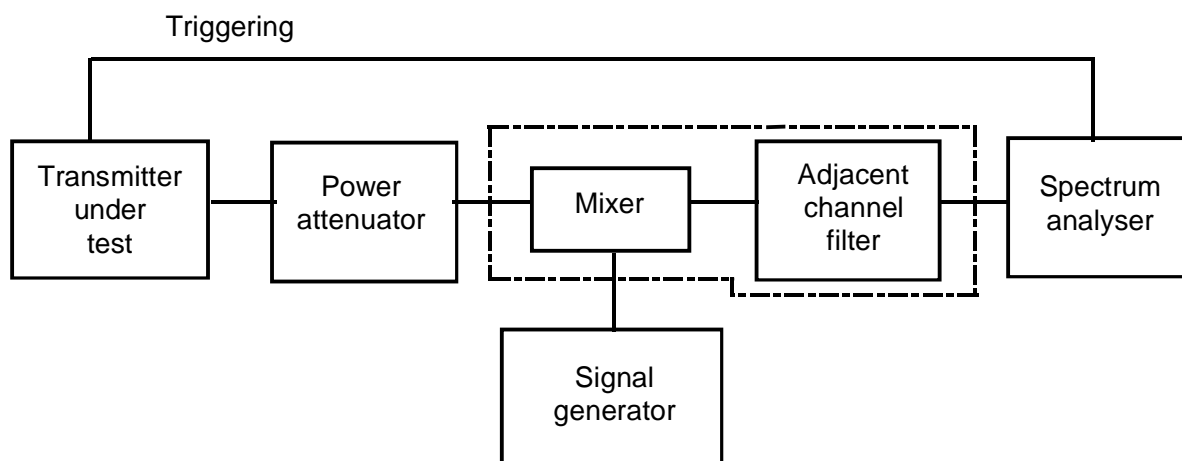 Triggering
Transmitter
under
test
Power
attenuator
Mixer
Adjacent
channel
filter
Spectrum
analyser
Signal
generator